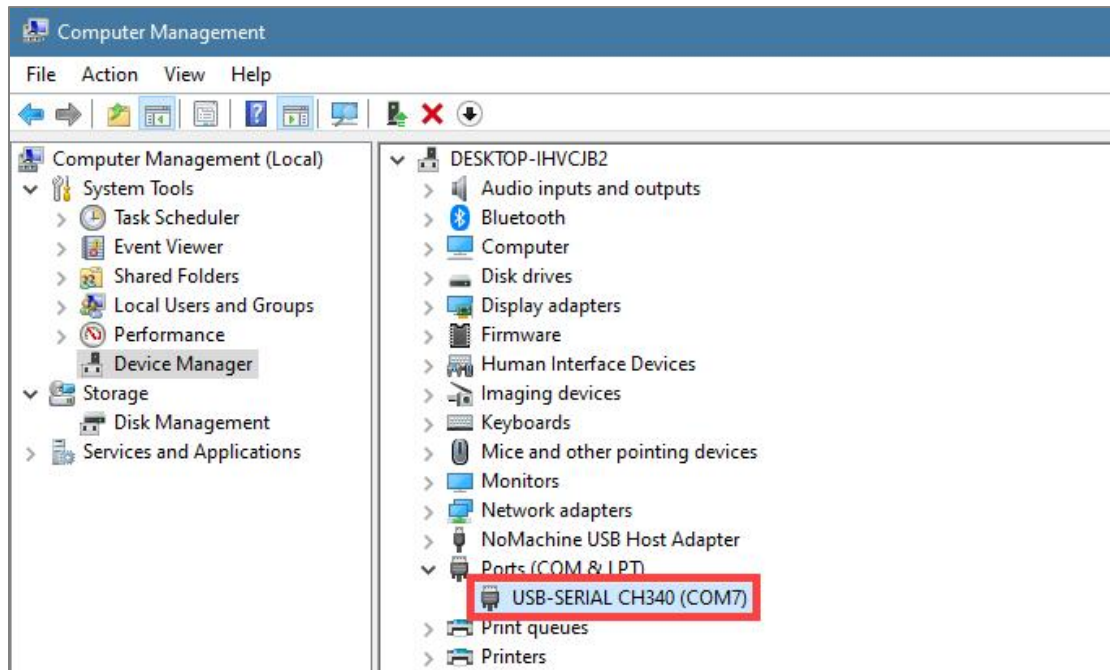 Computer Management
File Action View Help
Computer Management (Local)
System Tools
Task Scheduler
Event Viewer
Shared Folders
Local Users and Groups
Performance
Device Manager
Storage
Disk Management
Services and Applications
DESKTOP-IHVCJB2
Audio inputs and outputs
Bluetooth
Computer
Disk drives
Display adapters
Firmware
Human Interface Devices
Imaging devices
Keyboards
Mice and other pointing devices
Monitors
Network adapters
NoMachine USB Host Adapter
Ports (COM & LPT)
USB-SERIAL CH340 (COM7)
Print queues
Printers